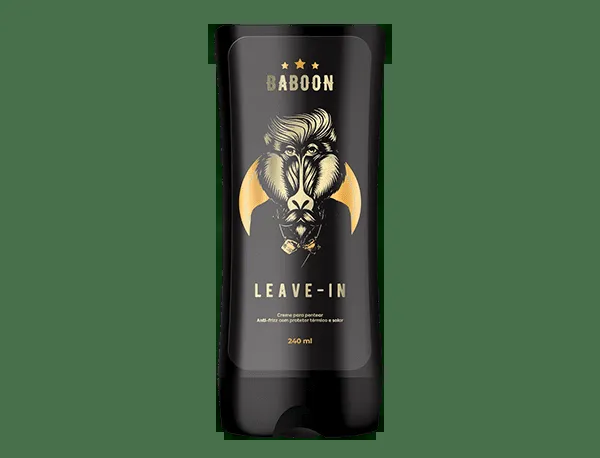 BABOON
LEAVE-IN
Creme para pentear
Anti-frizz com protetor térmico e solar
240 ml